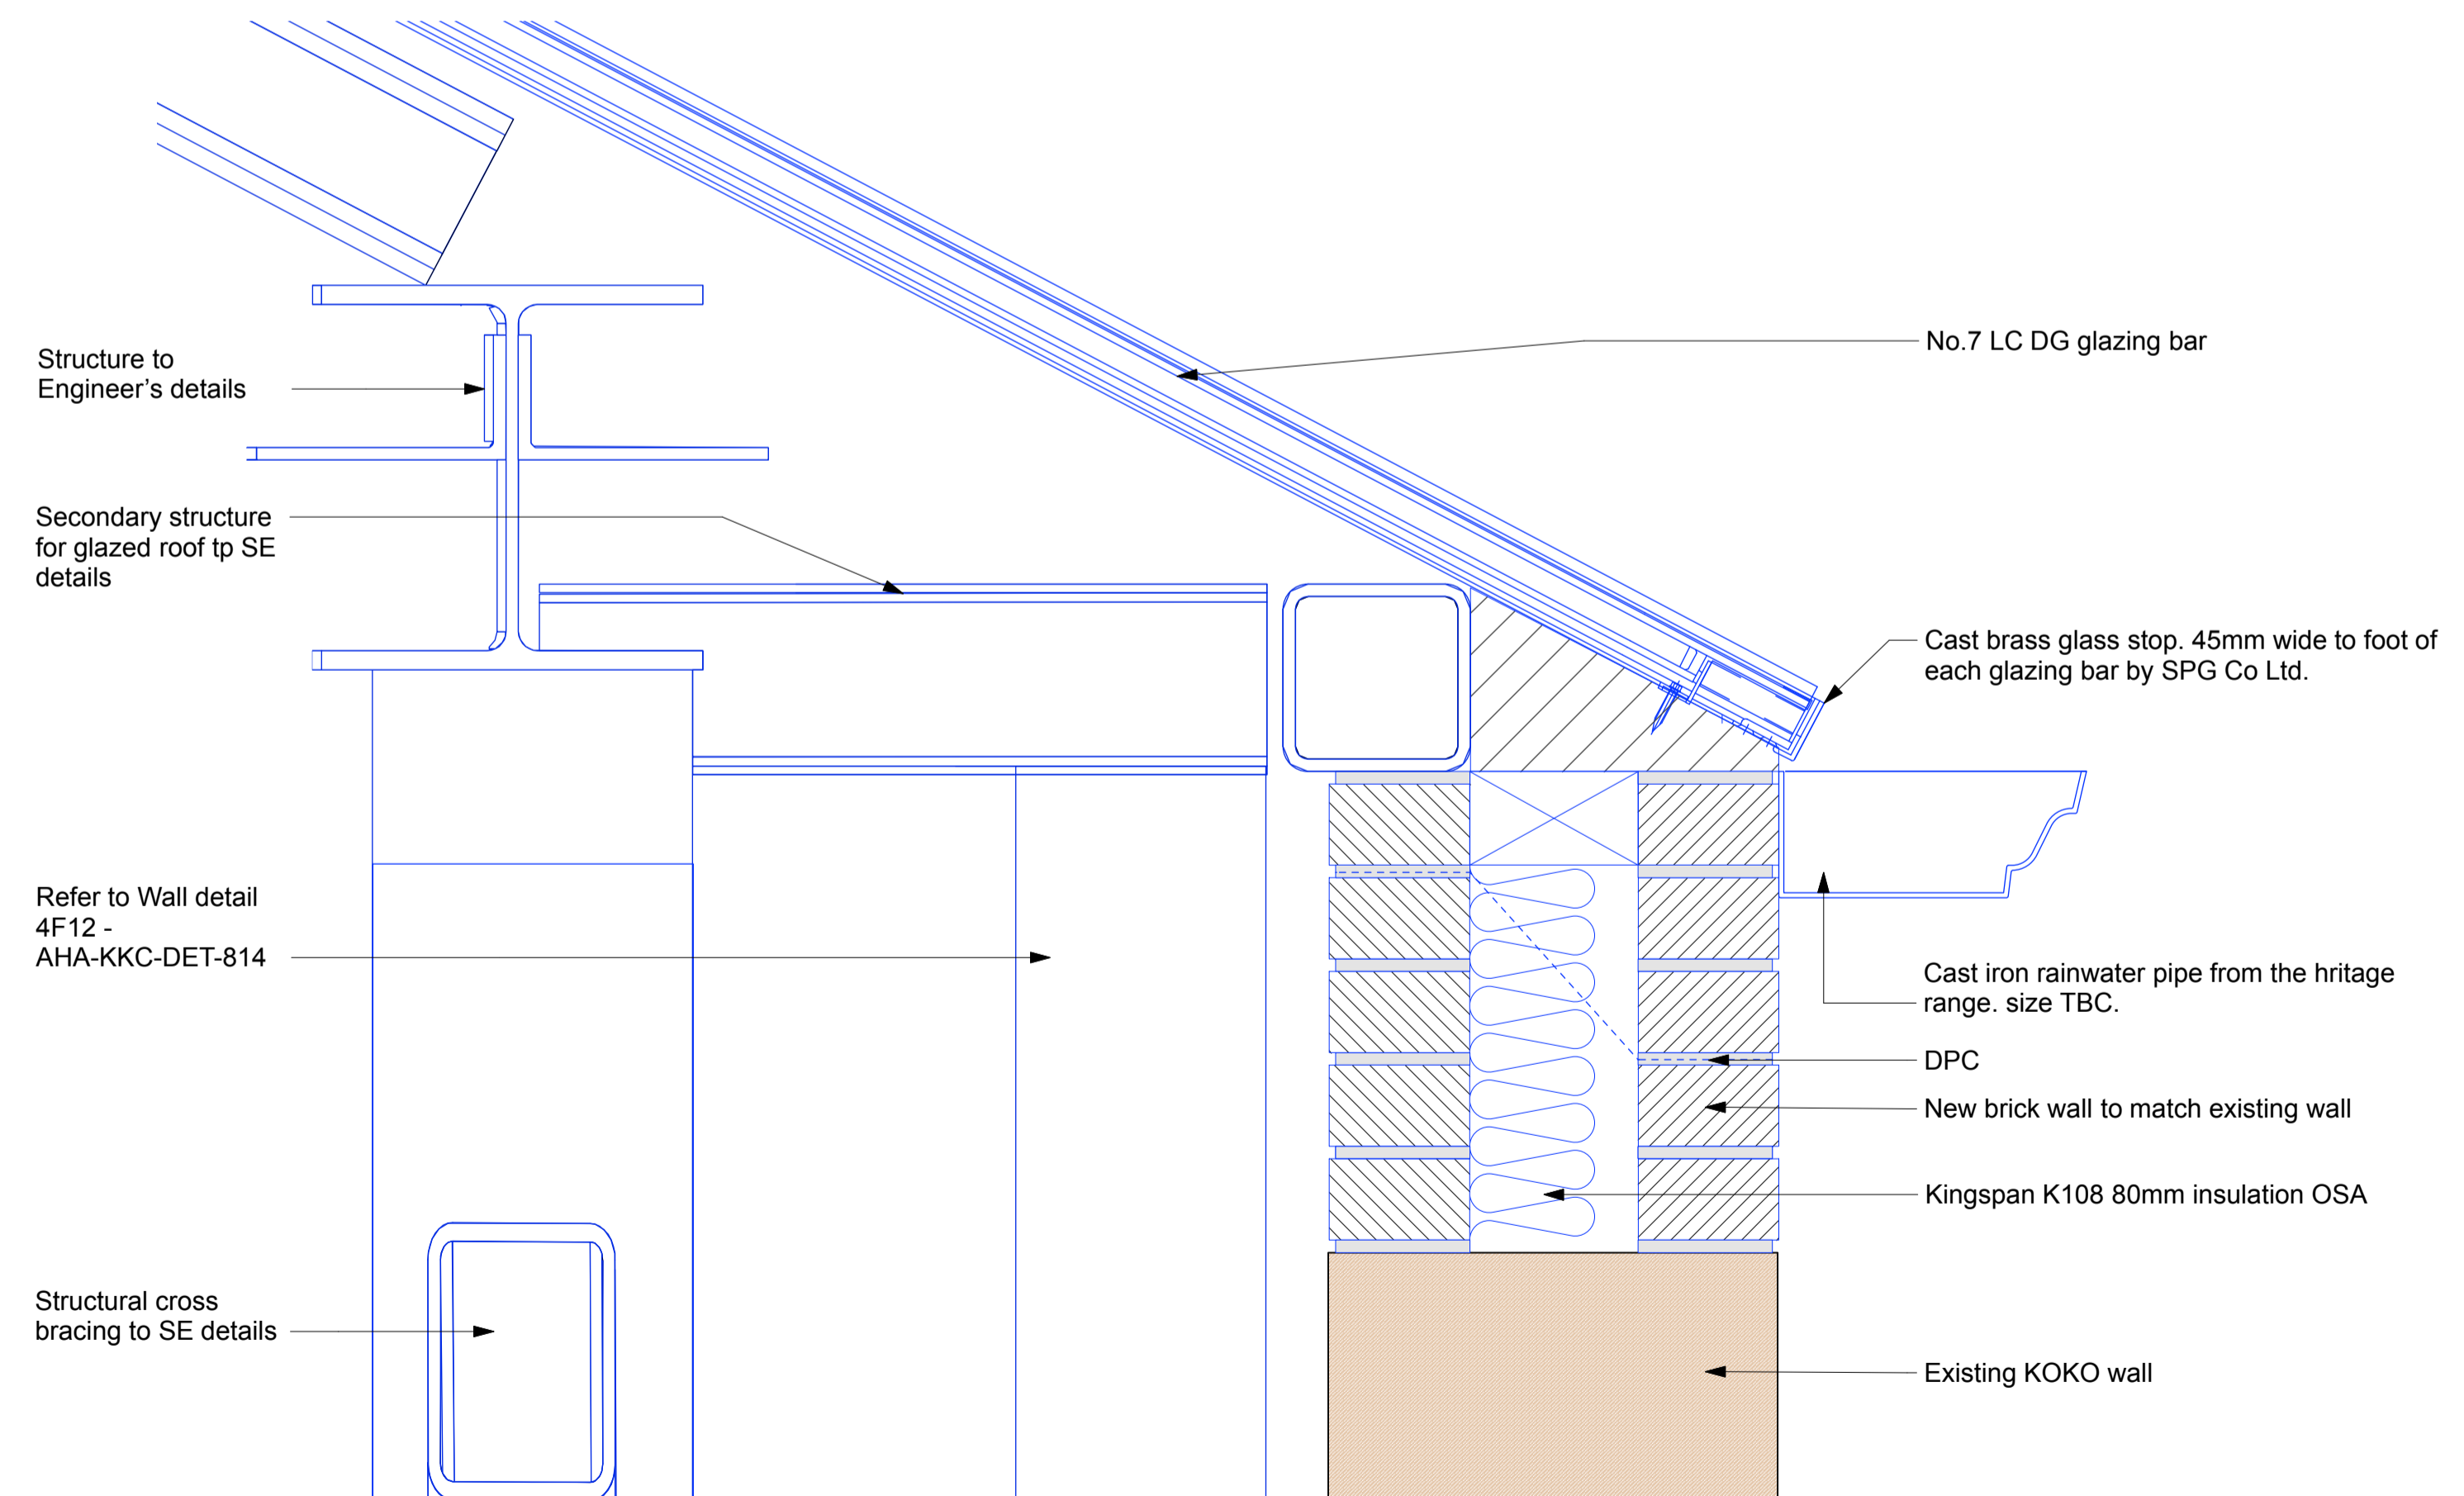 Structure to
Engineer’s details
Secondary structure
for glazed roof tp SE
details
Refer to Wall detail
4F12 -
AHA-KKC-DET-814
Structural cross
bracing to SE details
No.7 LC DG glazing bar
Cast brass glass stop. 45mm wide to foot of
each glazing bar by SPG Co Ltd.
Cast iron rainwater pipe from the hritage
range. size TBC.
DPC
New brick wall to match existing wall
Kingspan K108 80mm insulation OSA
Existing KOKO wall